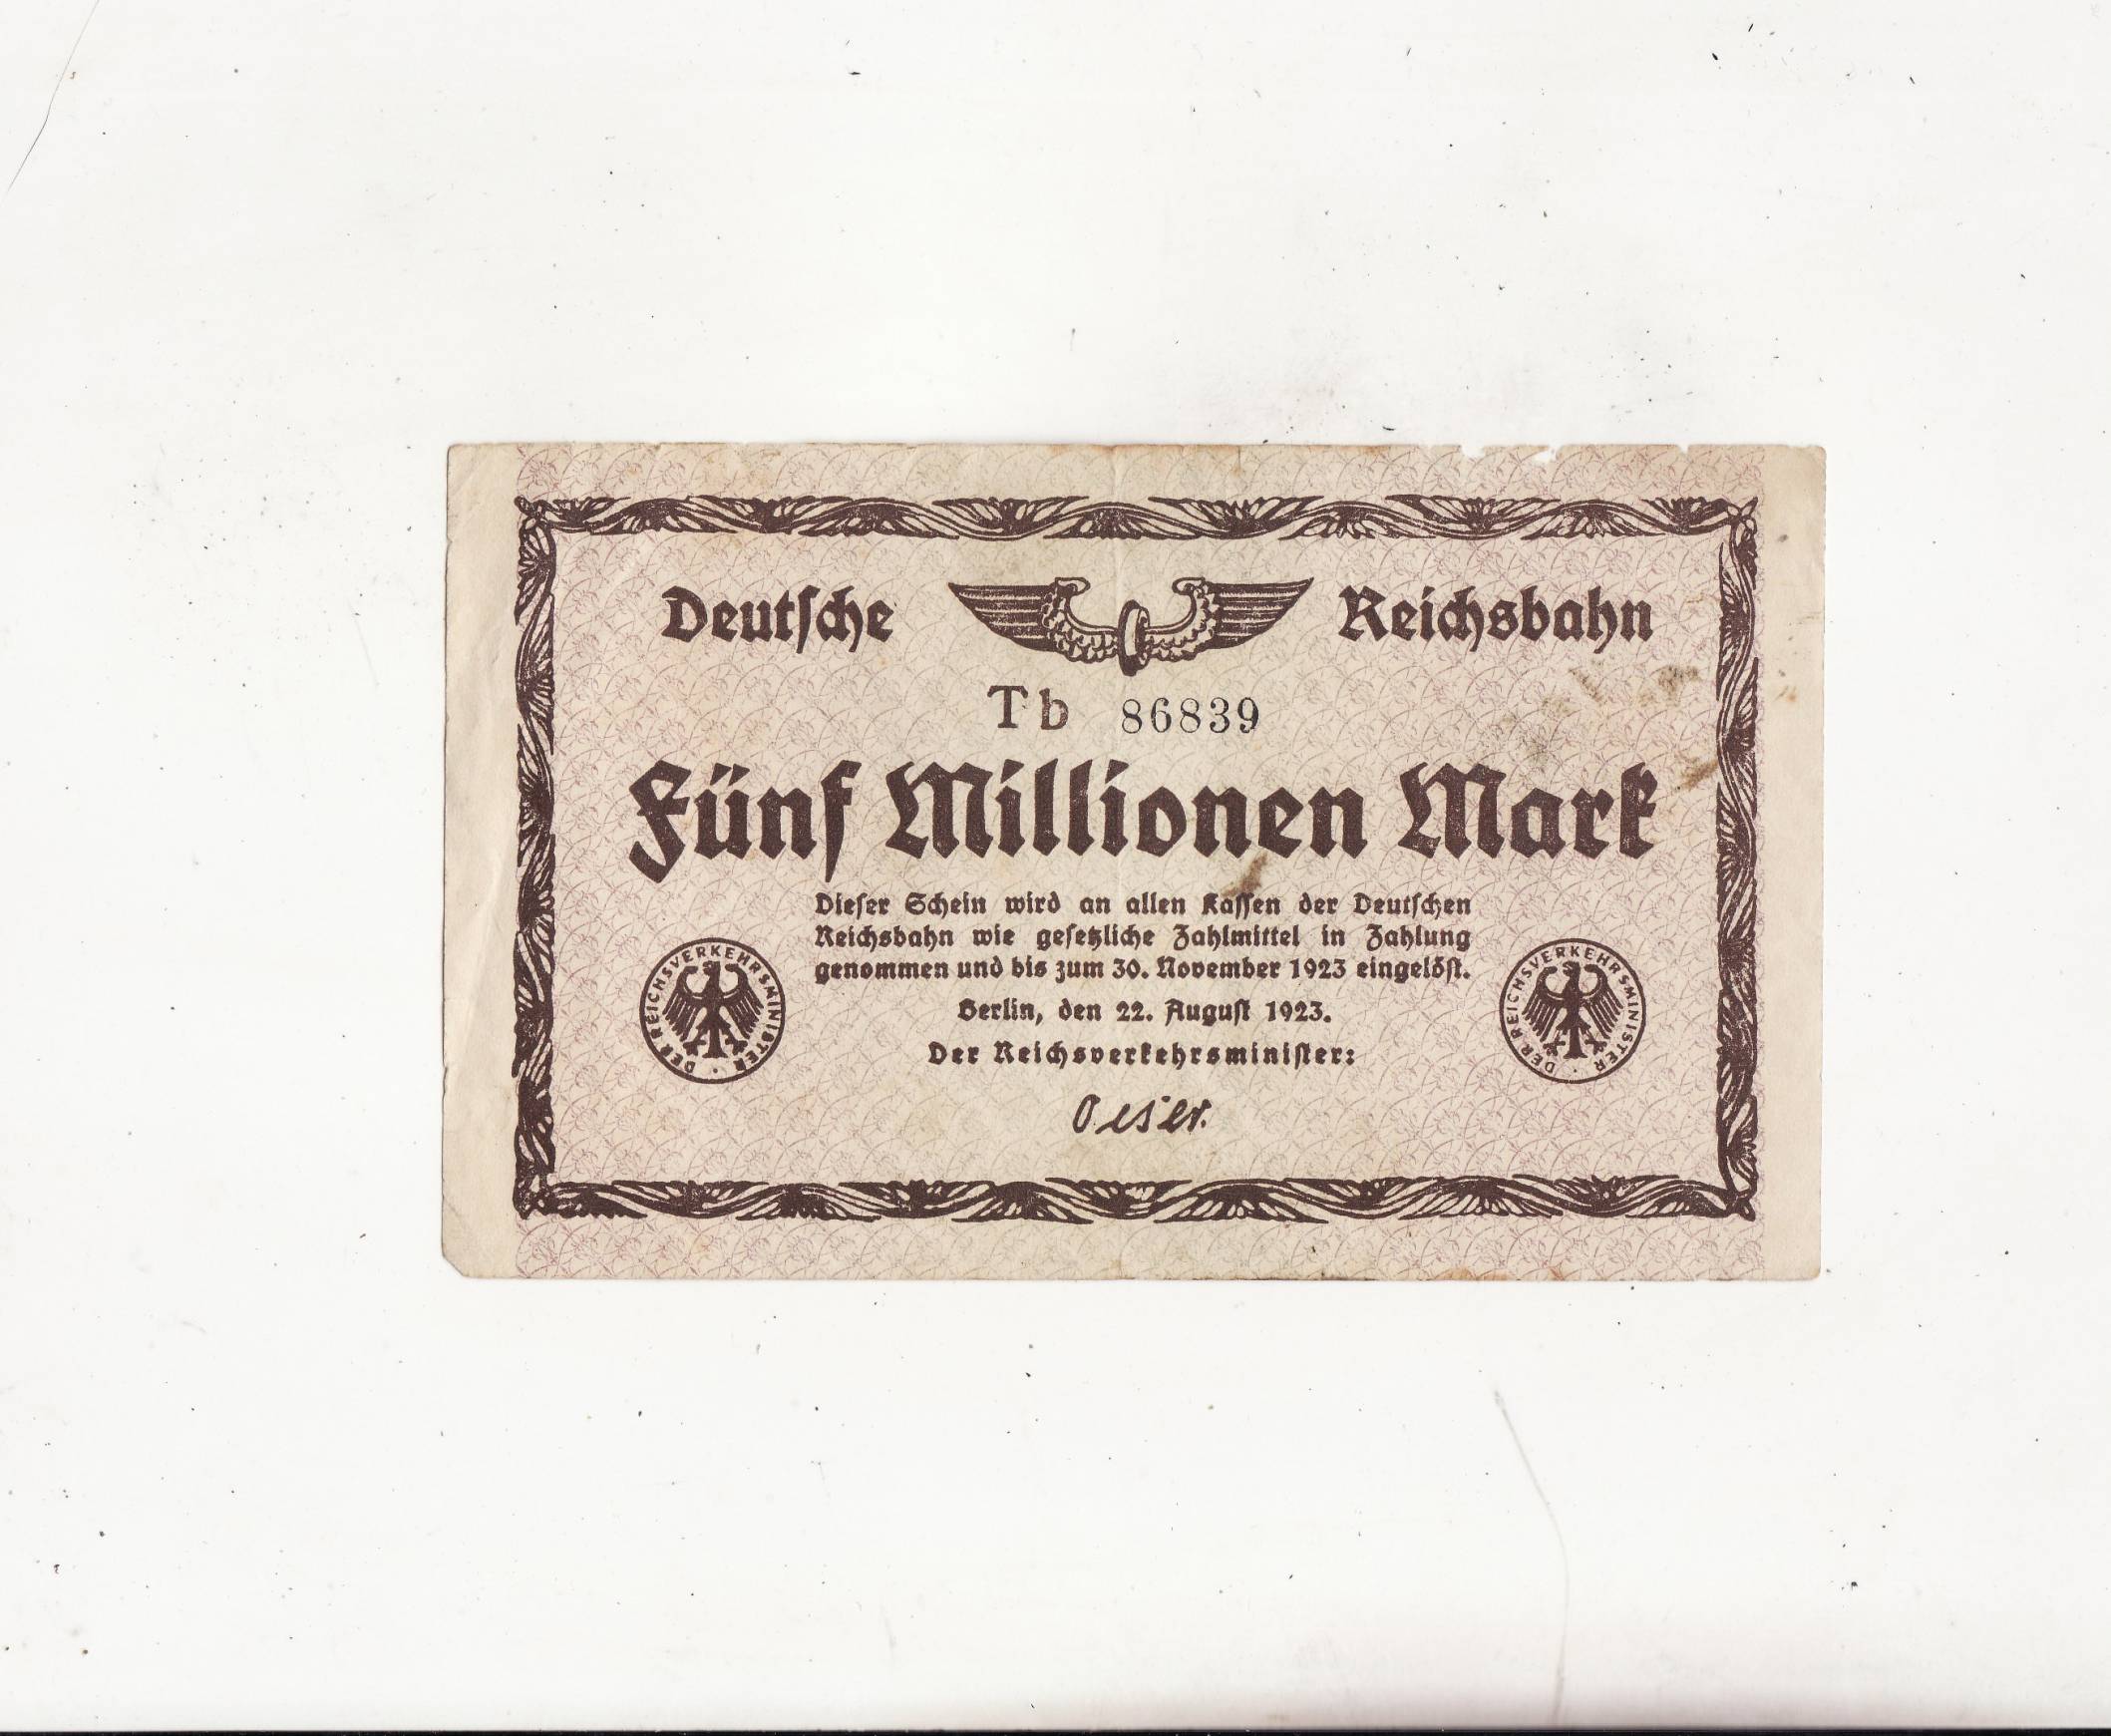 Deutsche Reichsbahn
Tb 86839
Fünf Millionen Mark
Dieser Schein wird an allen Kassen der Deutschen
Reichsbahn wie gesetzliche Zahlmittel in Zahlung
genommen und bis zum 30. November 1923 eingelöst.
Berlin, den 22. August 1923.
Der Reichsverkehrsminister:
Oeser.
DER REICHSVERKEHRSMINISTER
DER REICHSVERKEHRSMINISTER